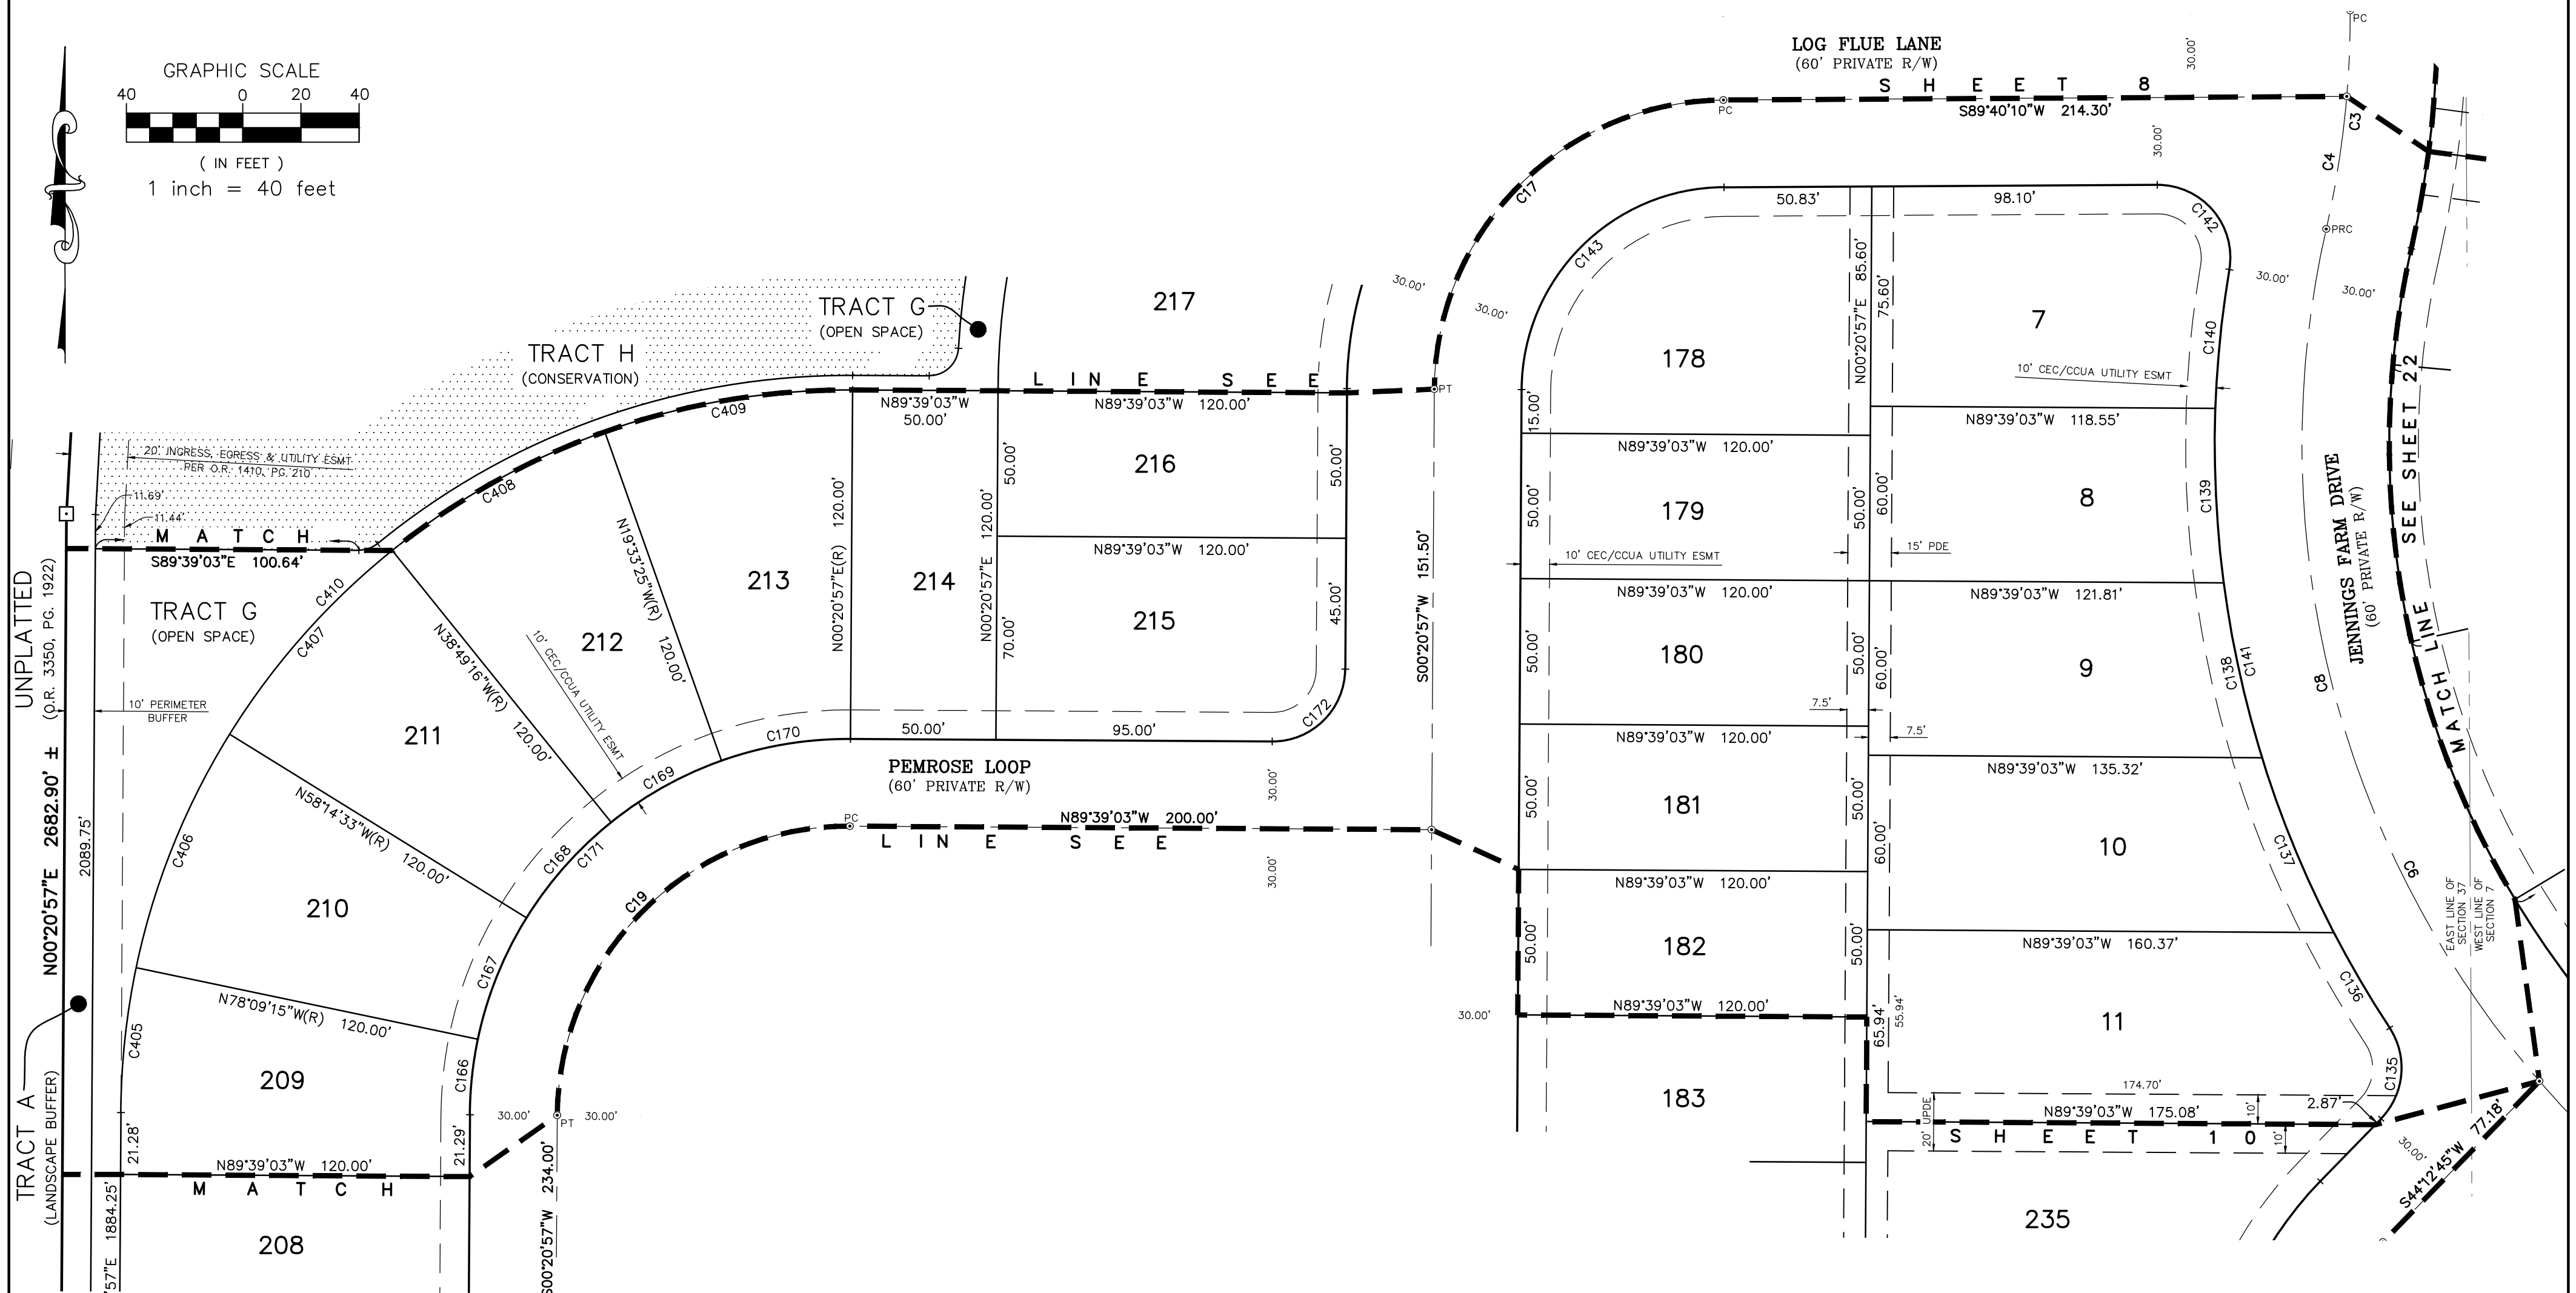 GRAPHIC SCALE
40 0 20 40
( IN FEET )
1 inch = 40 feet
LOG FLUE LANE
(60' PRIVATE R/W)
S H E E T 8
S89°40'10"W 214.30'
30.00'
30.00'
PC
PC
C3
C4
PRC
C17
C143
50.83'
98.10'
C142
30.00'
30.00'
30.00'
30.00'
TRACT G
(OPEN SPACE)
TRACT H
(CONSERVATION)
217
L I N E S E E
N89°39'03"W
50.00'
N89°39'03"W 120.00'
PT
C409
C408
20' INGRESS, EGRESS & UTILITY ESMT
PER O.R. 1410, PG. 210
11.69'
11.44'
M A T C H
S89°39'03"E 100.64'
C410
C407
TRACT G
(OPEN SPACE)
UNPLATTED
(O.R. 3350, PG. 1922)
N00°20'57"E 2682.90' ±
2089.75'
10' PERIMETER
BUFFER
TRACT A
(LANDSCAPE BUFFER)
211
N38°49'16"W(R) 120.00'
10' CEC/CCUA UTILITY ESMT
212
N19°33'25"W(R) 120.00'
213
N00°20'57"E(R) 120.00'
214
N00°20'57"E 120.00'
50.00'
216
50.00'
N89°39'03"W 120.00'
70.00'
215
45.00'
C172
C170
50.00'
95.00'
C169
PEMROSE LOOP
(60' PRIVATE R/W)
30.00'
PC
N89°39'03"W 200.00'
L I N E S E E
30.00'
C168
C171
C19
N58°14'33"W(R) 120.00'
C406
210
C167
N78°09'15"W(R) 120.00'
C405
209
C166
21.28'
21.29'
N89°39'03"W 120.00'
M A T C H
30.00'
30.00'
PT
S00°20'57"W 234.00'
208
'57"E 1884.25'
S00°20'57"W 151.50'
178
15.00'
N00°20'57"E 85.60'
75.60'
7
C140
10' CEC/CCUA UTILITY ESMT
N89°39'03"W 118.55'
N89°39'03"W 120.00'
179
50.00'
50.00'
60.00'
8
C139
10' CEC/CCUA UTILITY ESMT
15' PDE
N89°39'03"W 120.00'
N89°39'03"W 121.81'
180
50.00'
50.00'
60.00'
9
C138
C141
7.5'
7.5'
N89°39'03"W 120.00'
N89°39'03"W 135.32'
181
50.00'
50.00'
60.00'
10
C137
N89°39'03"W 120.00'
N89°39'03"W 160.37'
182
50.00'
50.00'
65.94'
55.94'
30.00'
N89°39'03"W 120.00'
11
C136
C135
183
174.70'
20' UPDE
N89°39'03"W 175.08'
10'
10'
2.87'
S H E E T 1 0
235
JENNINGS FARM DRIVE
(60' PRIVATE R/W)
C8
C6
SEE SHEET 22
MATCH LINE
EAST LINE OF
SECTION 37
WEST LINE OF
SECTION 7
30.00'
S44°12'45"W 77.18'